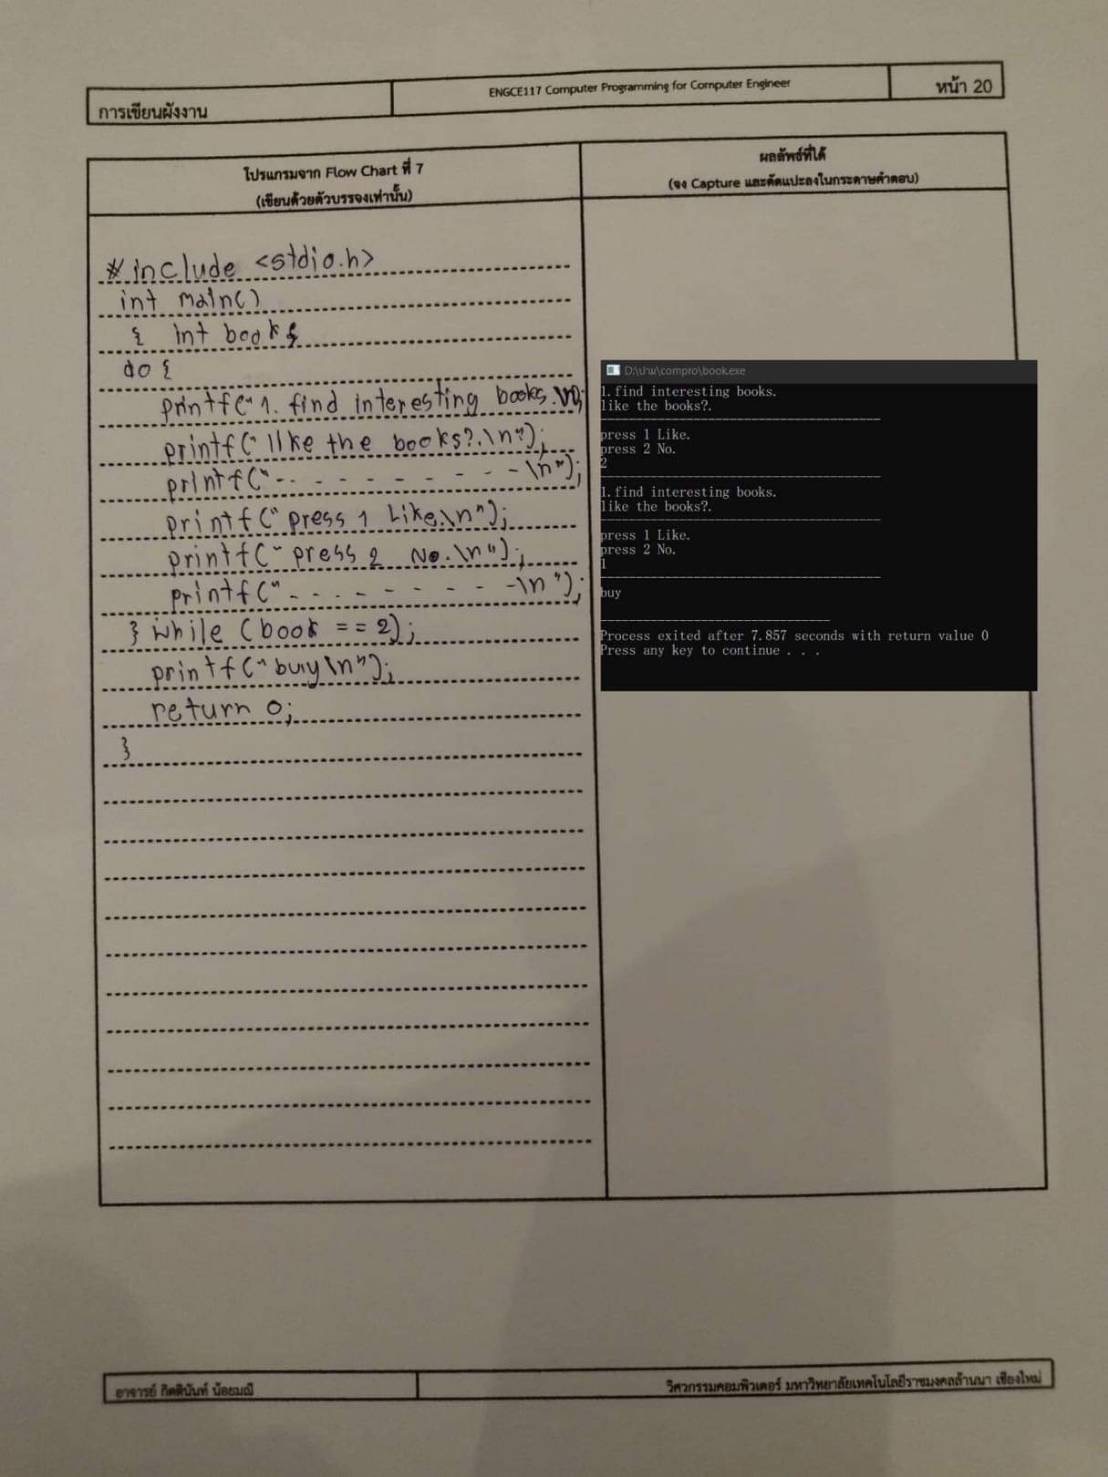 การเขียนผังงาน
ENGCE117 Computer Programming for Computer Engineer
หน้า 20
โปรแกรมจาก Flow Chart ที่ 7
(เขียนด้วยตัวบรรจงเท่านั้น)
ผลลัพธ์ที่ได้
(จง Capture และตัดแปะลงในกระดาษคำตอบ)
#include <stdio.h>
int main()
{ int book;
do {
printf("1. find interesting books.\n");
printf("like the books?.\n");
printf("- - - - - - - - - \n");
printf("press 1 Like.\n");
printf("press 2 No.\n");
printf("- - - - - - - - - \n");
} while (book == 2);
printf("buy\n");
return 0;
}
D:\ปาน\compro\book.exe
1. find interesting books.
like the books?.
----------------------------------------
press 1 Like.
press 2 No.
2
----------------------------------------
1. find interesting books.
like the books?.
----------------------------------------
press 1 Like.
press 2 No.
1
----------------------------------------
buy
--------------------------------
Process exited after 7.857 seconds with return value 0
Press any key to continue . . .
อาจารย์ กิตตินันท์ น้อยมณี
วิศวกรรมคอมพิวเตอร์ มหาวิทยาลัยเทคโนโลยีราชมงคลล้านนา เชียงใหม่